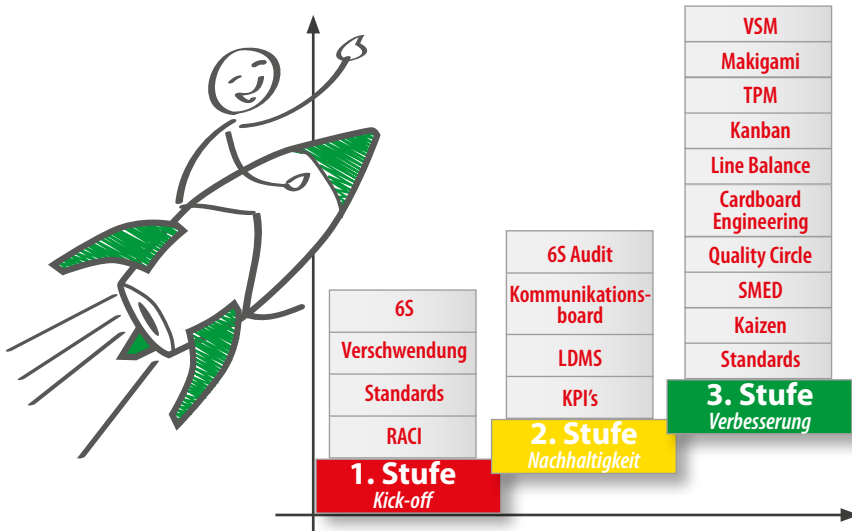 6S
Verschwendung
Standards
RACI
1. Stufe
Kick-off
6S Audit
Kommunikations-
board
LDMS
KPI's
2. Stufe
Nachhaltigkeit
VSM
Makigami
TPM
Kanban
Line Balance
Cardboard
Engineering
Quality Circle
SMED
Kaizen
Standards
3. Stufe
Verbesserung